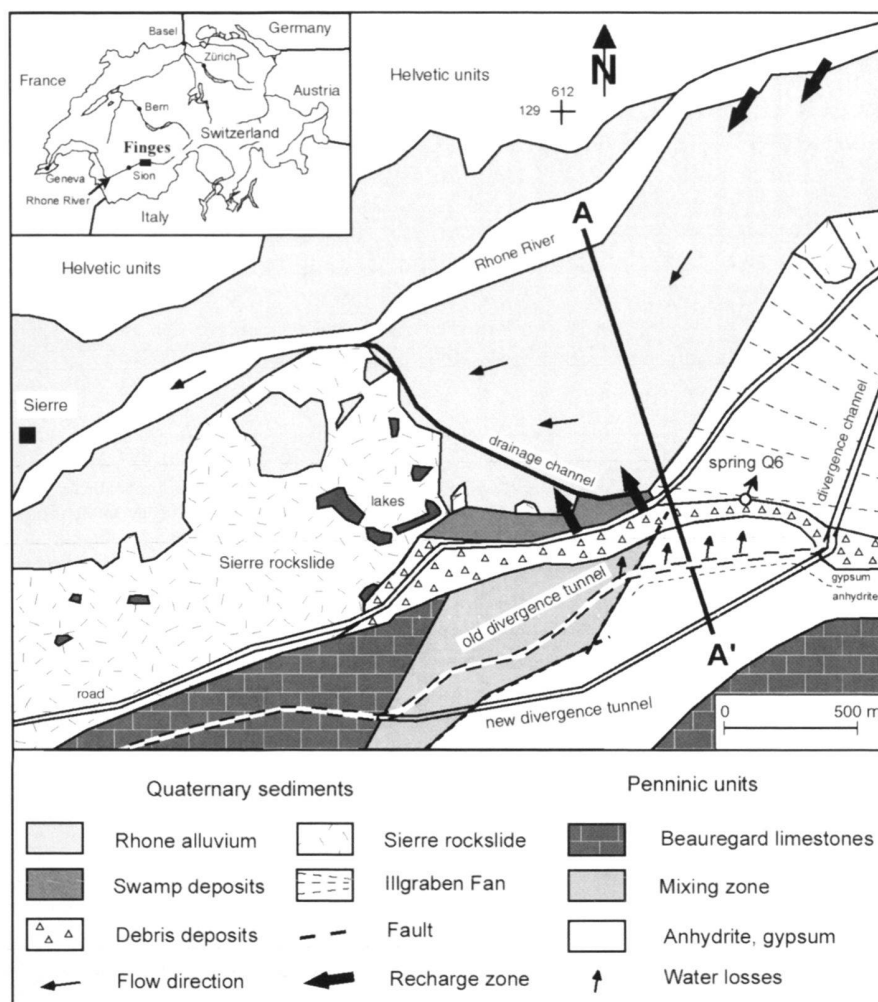 Basel
Germany
Zürich
France
Austria
Bern
Switzerland
Finges
Geneva
Sion
Rhone River
Italy
Helvetic units
612
129
N
A
Rhone River
Helvetic units
Sierre
drainage channel
spring Q6
divergence channel
lakes
Sierre rockslide
old divergence tunnel
gypsum
anhydrite
A'
road
new divergence tunnel
0 500 m
Quaternary sediments
Penninic units
Rhone alluvium
Sierre rockslide
Beauregard limestones
Swamp deposits
Illgraben Fan
Mixing zone
Debris deposits
Fault
Anhydrite, gypsum
Flow direction
Recharge zone
Water losses